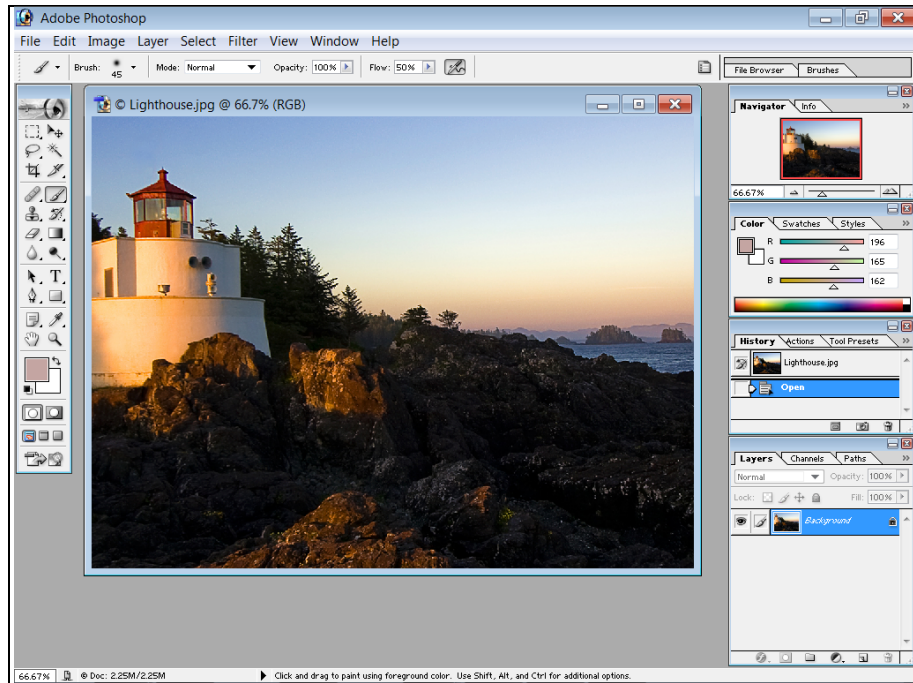 Adobe Photoshop
File Edit Image Layer Select Filter View Window Help
Brush: 45 Mode: Normal Opacity: 100% Flow: 50% File Browser Brushes
© Lighthouse.jpg @ 66.7% (RGB)
Navigator Info
66.67%
Color Swatches Styles
R 196
G 165
B 162
History Actions Tool Presets
Lighthouse.jpg
Open
Layers Channels Paths
Normal Opacity: 100%
Lock: Fill: 100%
Background
66.67% © Doc: 2.25M/2.25M Click and drag to paint using foreground color. Use Shift, Alt, and Ctrl for additional options.